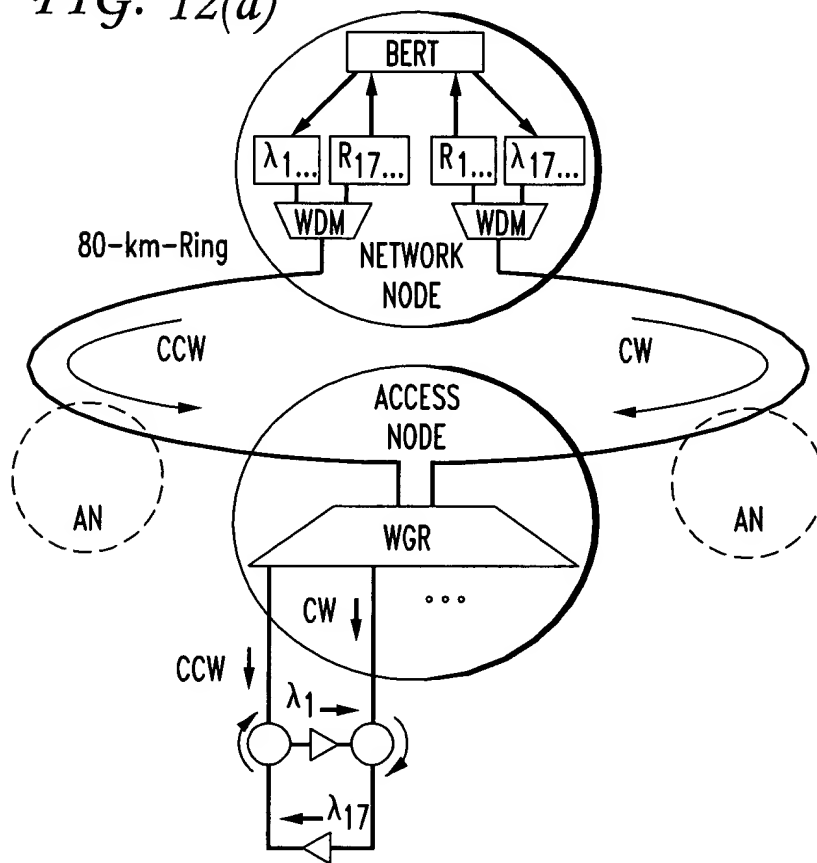 FIG. 12(a)
BERT
λ1... R17... R1... λ17...
WDM WDM
80-km-Ring
NETWORK
NODE
CCW CW
ACCESS
NODE
AN AN
WGR
CW
CCW
λ1
λ17